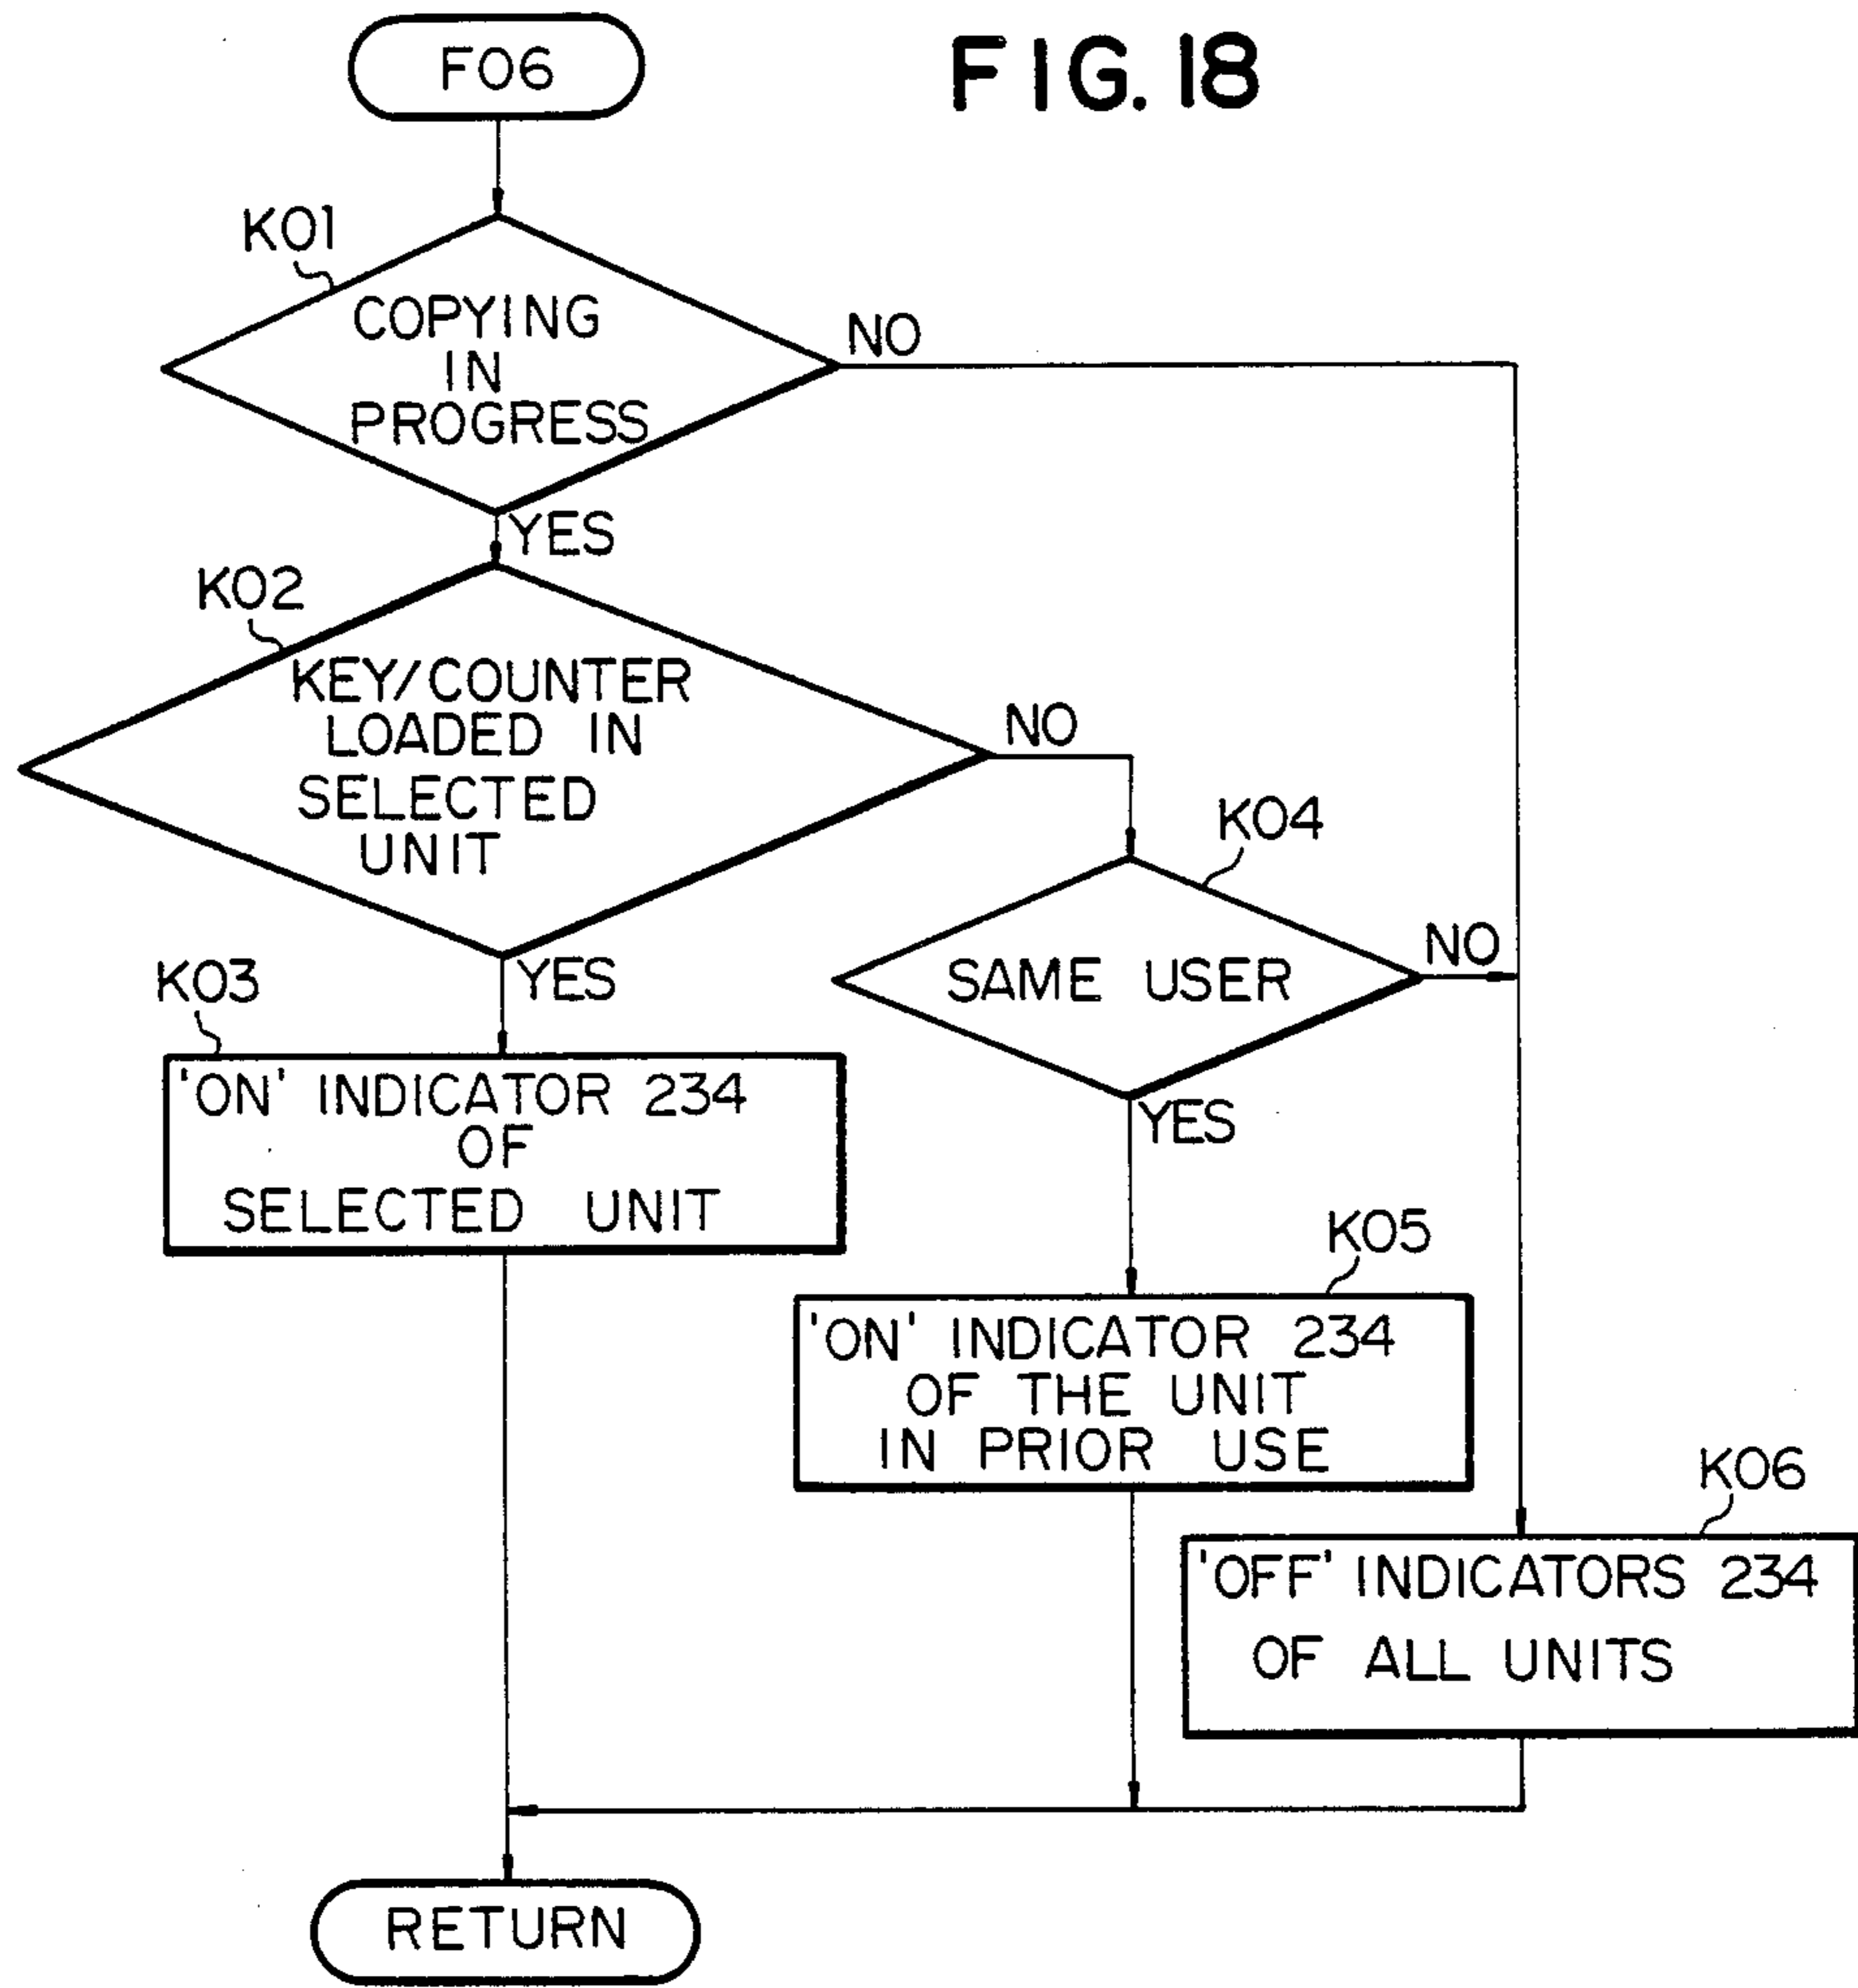 F06
FIG. 18
K01
COPYING
IN
PROGRESS
NO
YES
K02
KEY/COUNTER
LOADED IN
SELECTED
UNIT
NO
YES
K04
SAME USER
NO
YES
K03
'ON' INDICATOR 234
OF
SELECTED UNIT
K05
'ON' INDICATOR 234
OF THE UNIT
IN PRIOR USE
K06
'OFF' INDICATORS 234
OF ALL UNITS
RETURN